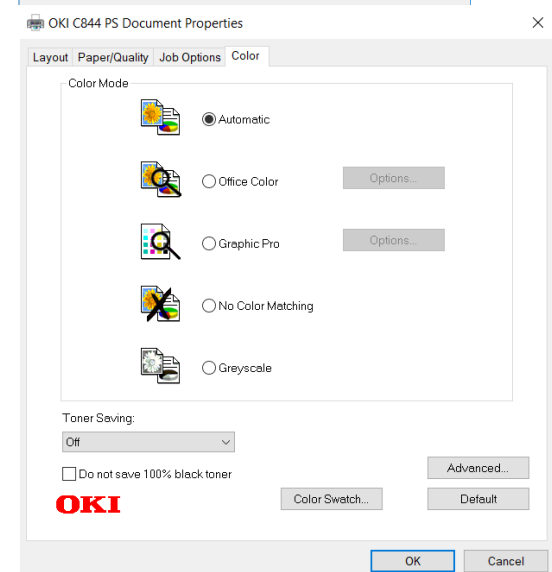 OKI C844 PS Document Properties
Layout Paper/Quality Job Options Color
Color Mode
Automatic
Office Color Options...
Graphic Pro Options...
No Color Matching
Greyscale
Toner Saving:
Off
Do not save 100% black toner
Advanced...
OKI Color Swatch... Default
OK Cancel